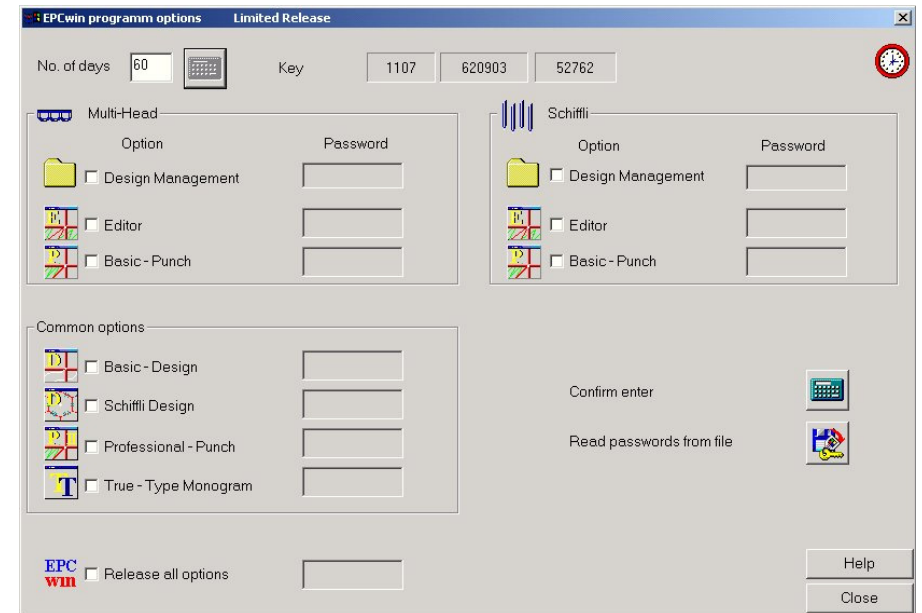 EPCwin programm options Limited Release
No. of days 60 Key 1107 620903 52762
Multi-Head
Option Password
Design Management
Editor
Basic - Punch
Schiffli
Option Password
Design Management
Editor
Basic - Punch
Common options
Basic - Design
Schiffli Design
Professional - Punch
True - Type Monogram
Confirm enter
Read passwords from file
EPC
win
Release all options
Help
Close